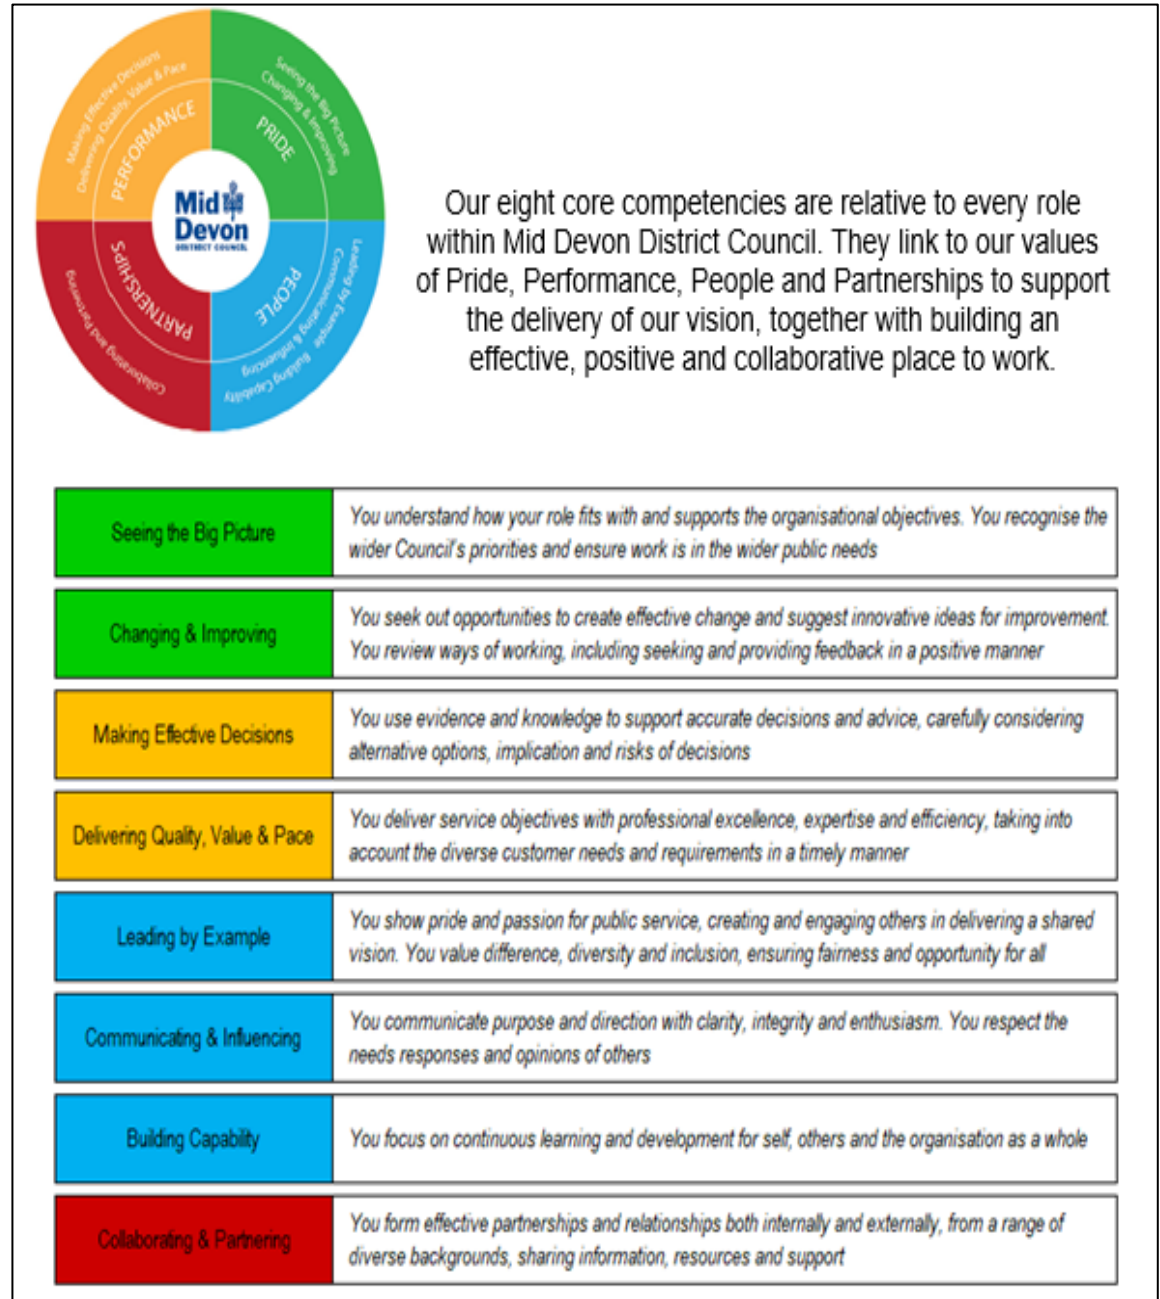 Making Effective Decisions
Delivering Quality, Value & Pace
PERFORMANCE
Seeing the Big Picture
Changing & Improving
PRIDE
Mid
Devon
DISTRICT COUNCIL
PARTNERSHIPS
Collaborating and Partnering
PEOPLE
Leading by Example
Communicating & Influencing
Building Capability
Our eight core competencies are relative to every role
within Mid Devon District Council. They link to our values
of Pride, Performance, People and Partnerships to support
the delivery of our vision, together with building an
effective, positive and collaborative place to work.
Seeing the Big Picture
You understand how your role fits with and supports the organisational objectives. You recognise the
wider Council's priorities and ensure work is in the wider public needs
Changing & Improving
You seek out opportunities to create effective change and suggest innovative ideas for improvement.
You review ways of working, including seeking and providing feedback in a positive manner
Making Effective Decisions
You use evidence and knowledge to support accurate decisions and advice, carefully considering
alternative options, implication and risks of decisions
Delivering Quality, Value & Pace
You deliver service objectives with professional excellence, expertise and efficiency, taking into
account the diverse customer needs and requirements in a timely manner
Leading by Example
You show pride and passion for public service, creating and engaging others in delivering a shared
vision. You value difference, diversity and inclusion, ensuring fairness and opportunity for all
Communicating & Influencing
You communicate purpose and direction with clarity, integrity and enthusiasm. You respect the
needs responses and opinions of others
Building Capability
You focus on continuous learning and development for self, others and the organisation as a whole
Collaborating & Partnering
You form effective partnerships and relationships both internally and externally, from a range of
diverse backgrounds, sharing information, resources and support